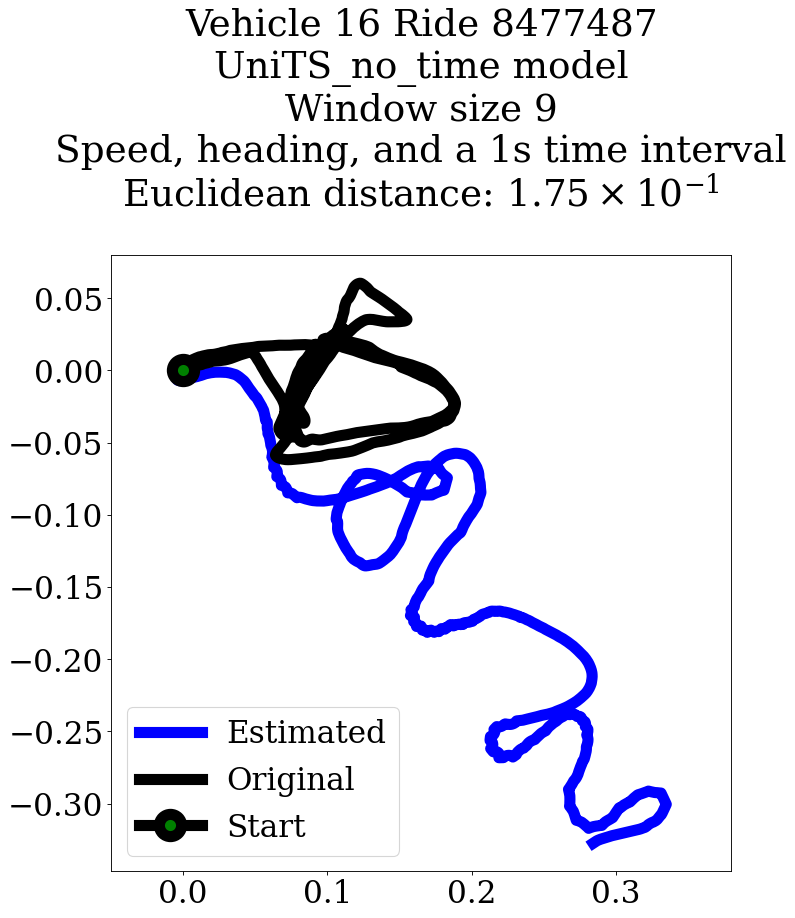 Vehicle 16 Ride 8477487
UniTS_no_time model
Window size 9
Speed, heading, and a 1s time interval
Euclidean distance: 1.75 × 10⁻¹
0.05
0.00
−0.05
−0.10
−0.15
−0.20
−0.25
−0.30
Estimated
Original
Start
0.0 0.1 0.2 0.3